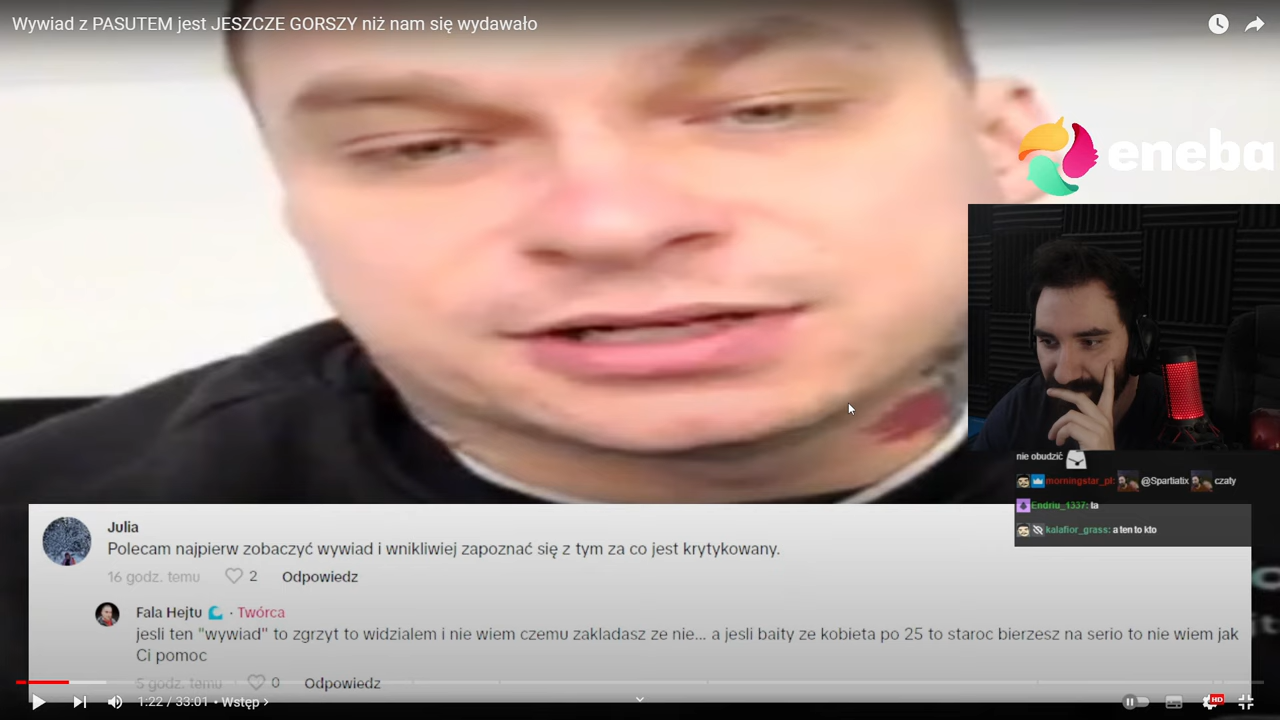 Wywiad z PASUTEM jest JESZCZE GORSZY niż nam się wydawało
eneba
nie obudzić
morningstar_pl: @Spartiatix czaty
Endriu_1337: ta
kalafior_grass: a ten to kto
Julia
Polecam najpierw zobaczyć wywiad i wnikliwiej zapoznać się z tym za co jest krytykowany.
16 godz. temu 2 Odpowiedz
Fala Hejtu · Twórca
jesli ten "wywiad" to zgrzyt to widzialem i nie wiem czemu zakladasz ze nie... a jesli baity ze kobieta po 25 to staroc bierzesz na serio to nie wiem jak
Ci pomoc
5 godz. temu 0 Odpowiedz
1:22 / 33:01 • Wstęp ›
HD